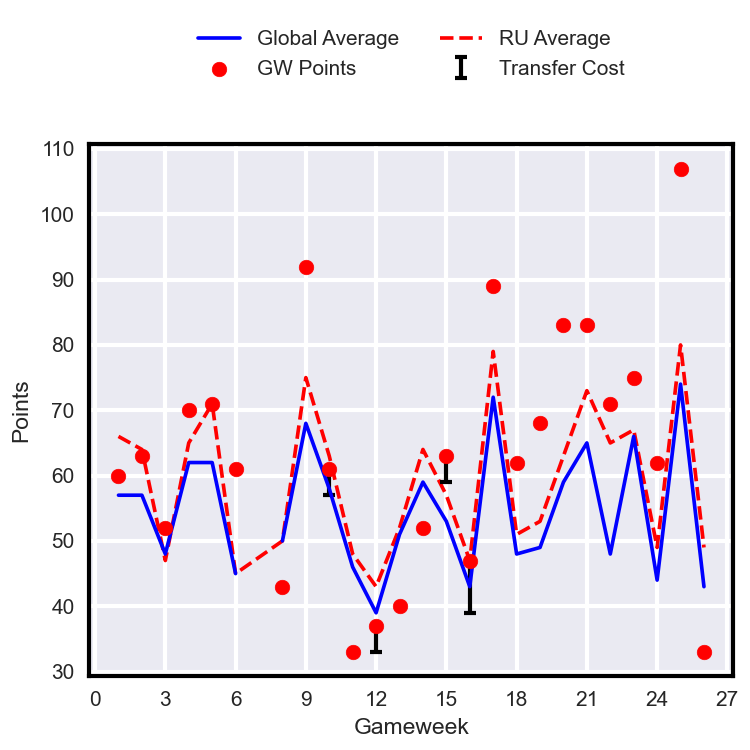 Global Average
RU Average
GW Points
Transfer Cost
110
100
90
80
70
60
50
40
30
Points
0 3 6 9 12 15 18 21 24 27
Gameweek